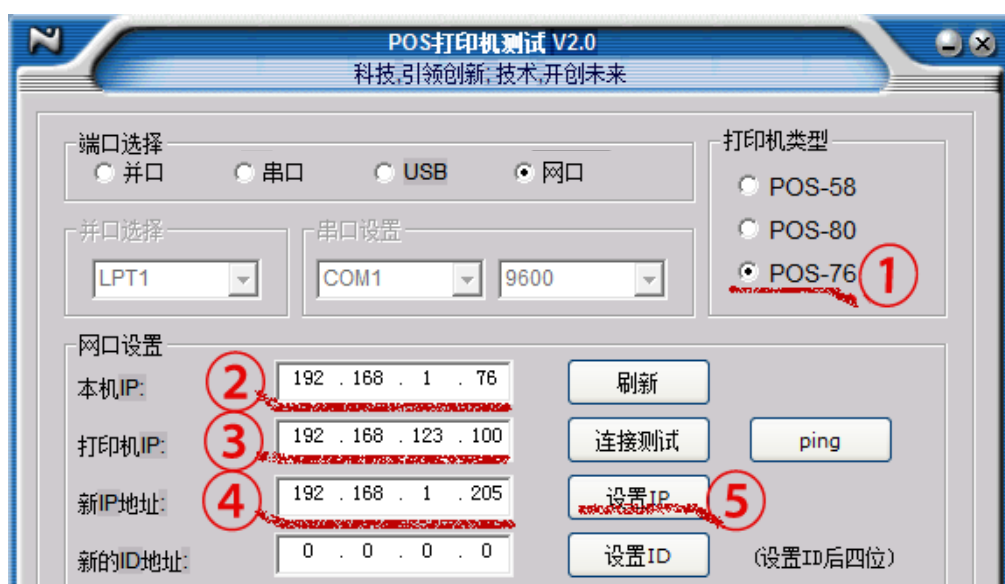 POS打印机测试 V2.0
科技,引领创新; 技术,开创未来
端口选择
并口 串口 USB 网口
打印机类型
POS-58
POS-80
POS-76 ①
并口选择
LPT1
串口设置
COM1 9600
网口设置
本机IP: ② 192 . 168 . 1 . 76 刷新
打印机IP: ③ 192 . 168 . 123 . 100 连接测试 ping
新IP地址: ④ 192 . 168 . 1 . 205 设置IP ⑤
新的ID地址: 0 . 0 . 0 . 0 设置ID (设置ID后四位)